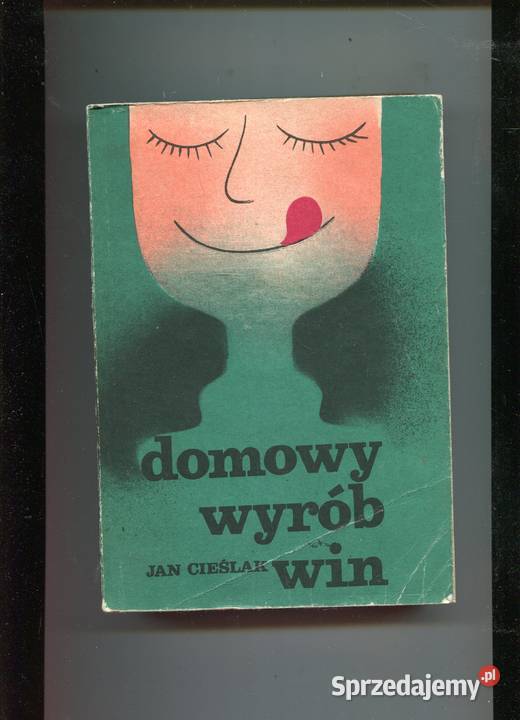 domowy
wyrób
JAN CIEŚLAK win
Sprzedajemy.pl